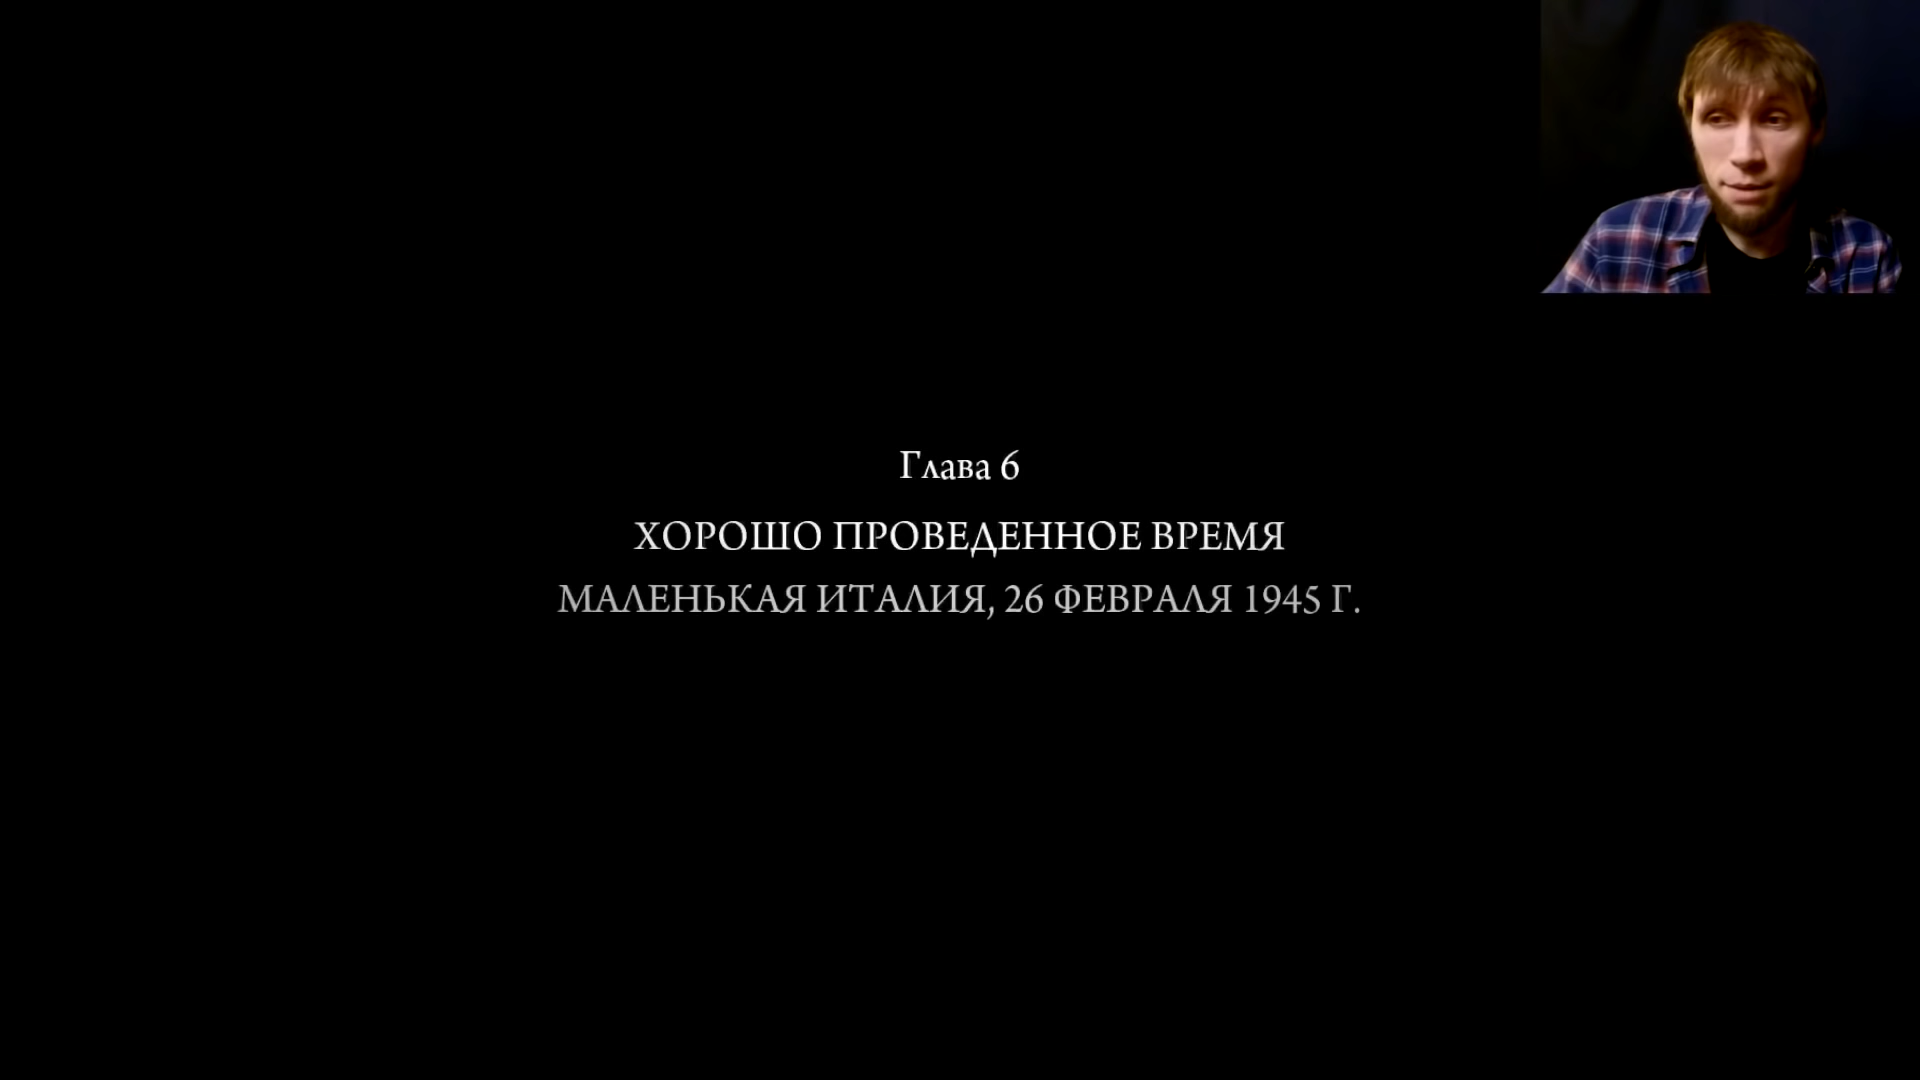 Глава 6
ХОРОШО ПРОВЕДЕННОЕ ВРЕМЯ
МАЛЕНЬКАЯ ИТАЛИЯ, 26 ФЕВРАЛЯ 1945 Г.